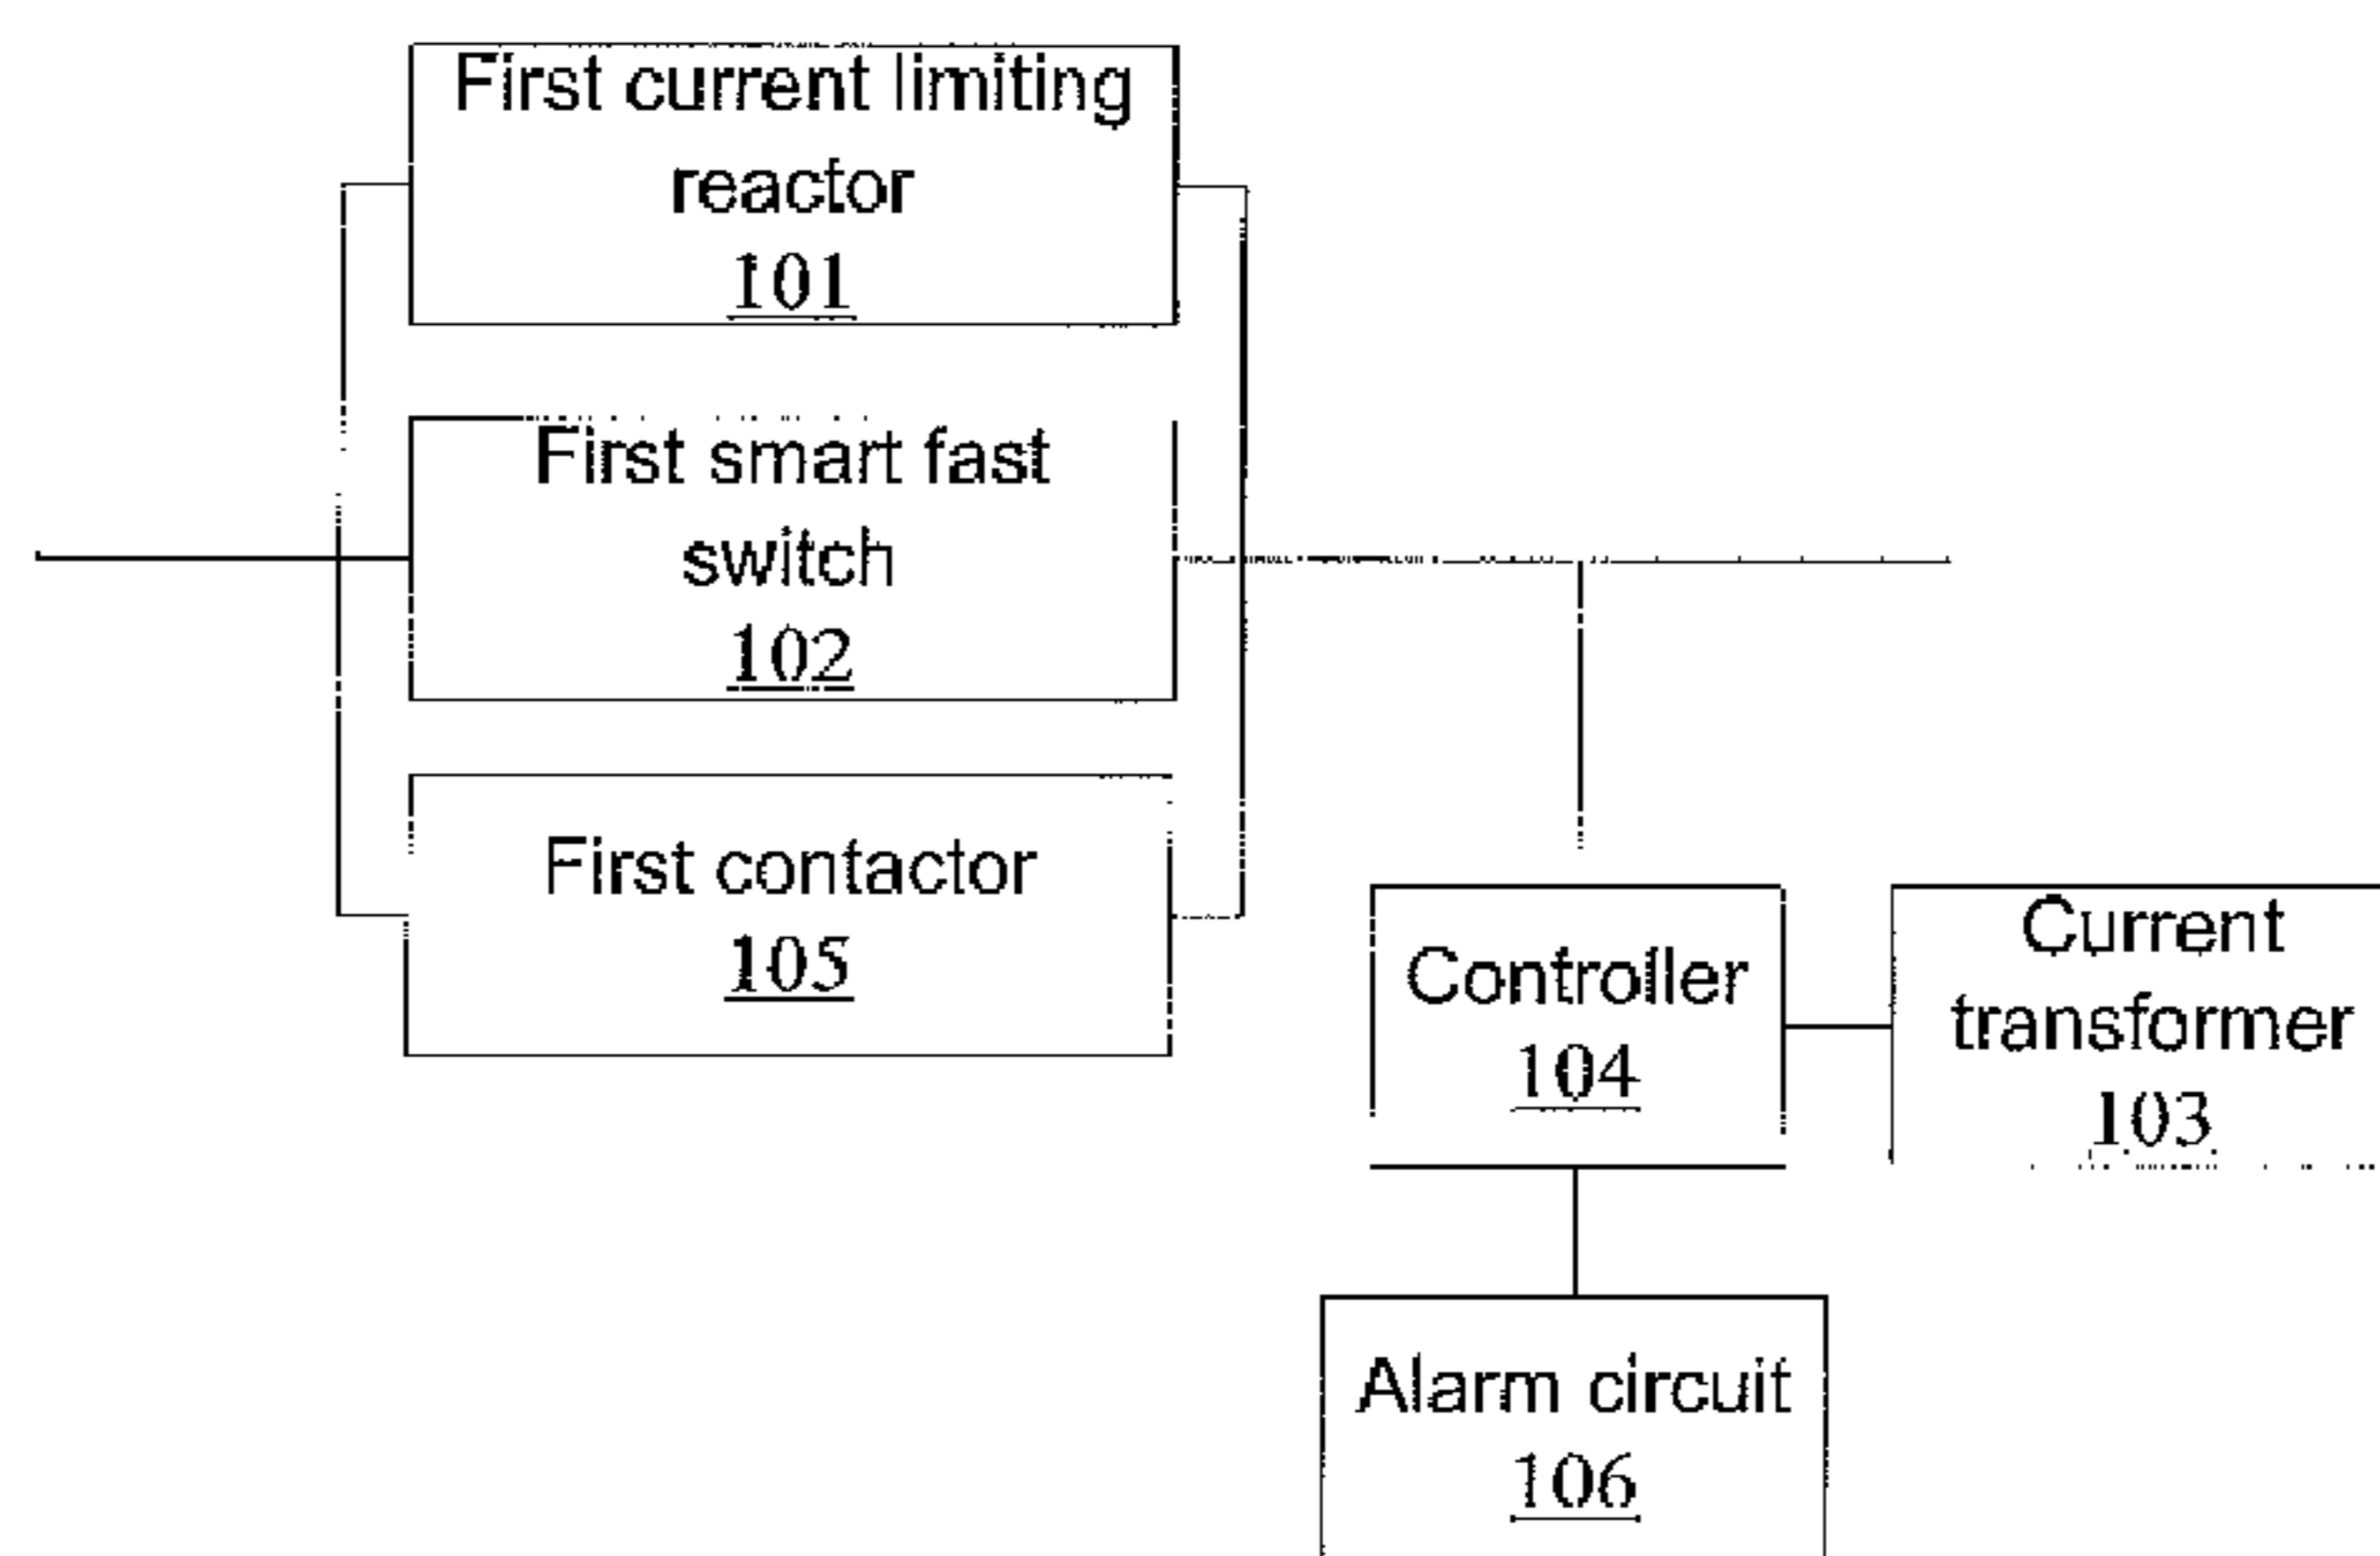 First current limiting
reactor
101
First smart fast
switch
102
First contactor
105
Controller
104
Current
transformer
103
Alarm circuit
106